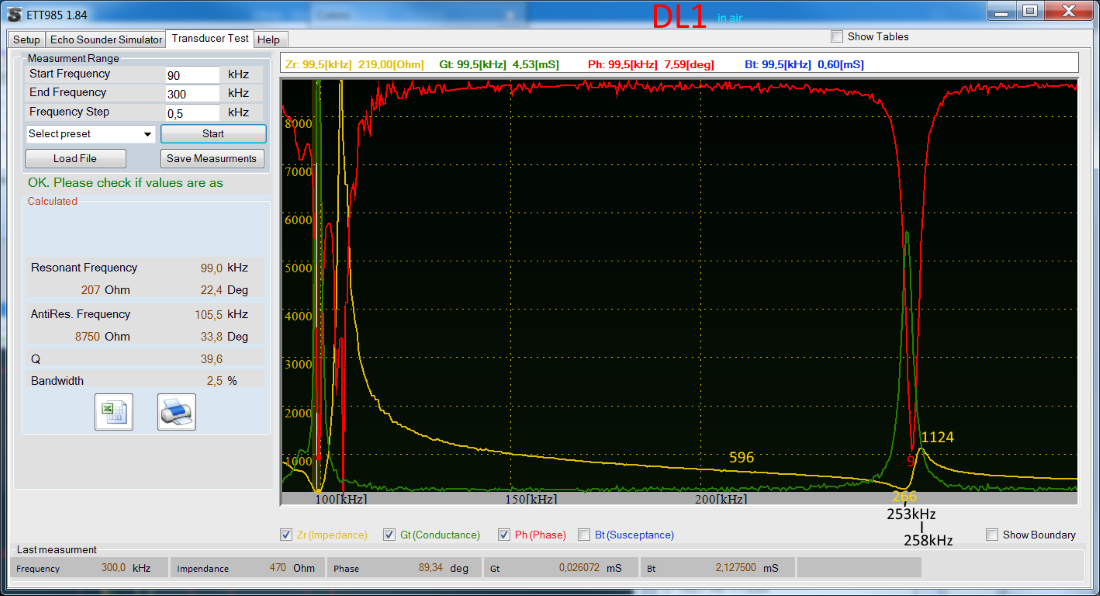 ETT985 1.84
DL1 in air
Setup Echo Sounder Simulator Transducer Test Help
Show Tables
Measurment Range
Start Frequency 90 kHz
End Frequency 300 kHz
Frequency Step 0,5 kHz
Select preset Start
Load File Save Measurments
OK. Please check if values are as
Calculated
Resonant Frequency 99,0 kHz
207 Ohm 22,4 Deg
AntiRes. Frequency 105,5 kHz
8750 Ohm 33,8 Deg
Q 39,6
Bandwidth 2,5 %
Zr: 99,5[kHz] 219,00[Ohm] Gt: 99,5[kHz] 4,53[mS] Ph: 99,5[kHz] 7,59[deg] Bt: 99,5[kHz] 0,60[mS]
8000
7000
6000
5000
4000
3000
2000
1000
596
1124
9
266
100[kHz] 150[kHz] 200[kHz]
253kHz
258kHz
Zr (Impedance) Gt (Conductance) Ph (Phase) Bt (Susceptance) Show Boundary
Last measurment
Frequency 300,0 kHz Impedance 470 Ohm Phase 89,34 deg Gt 0,026072 mS Bt 2,127500 mS